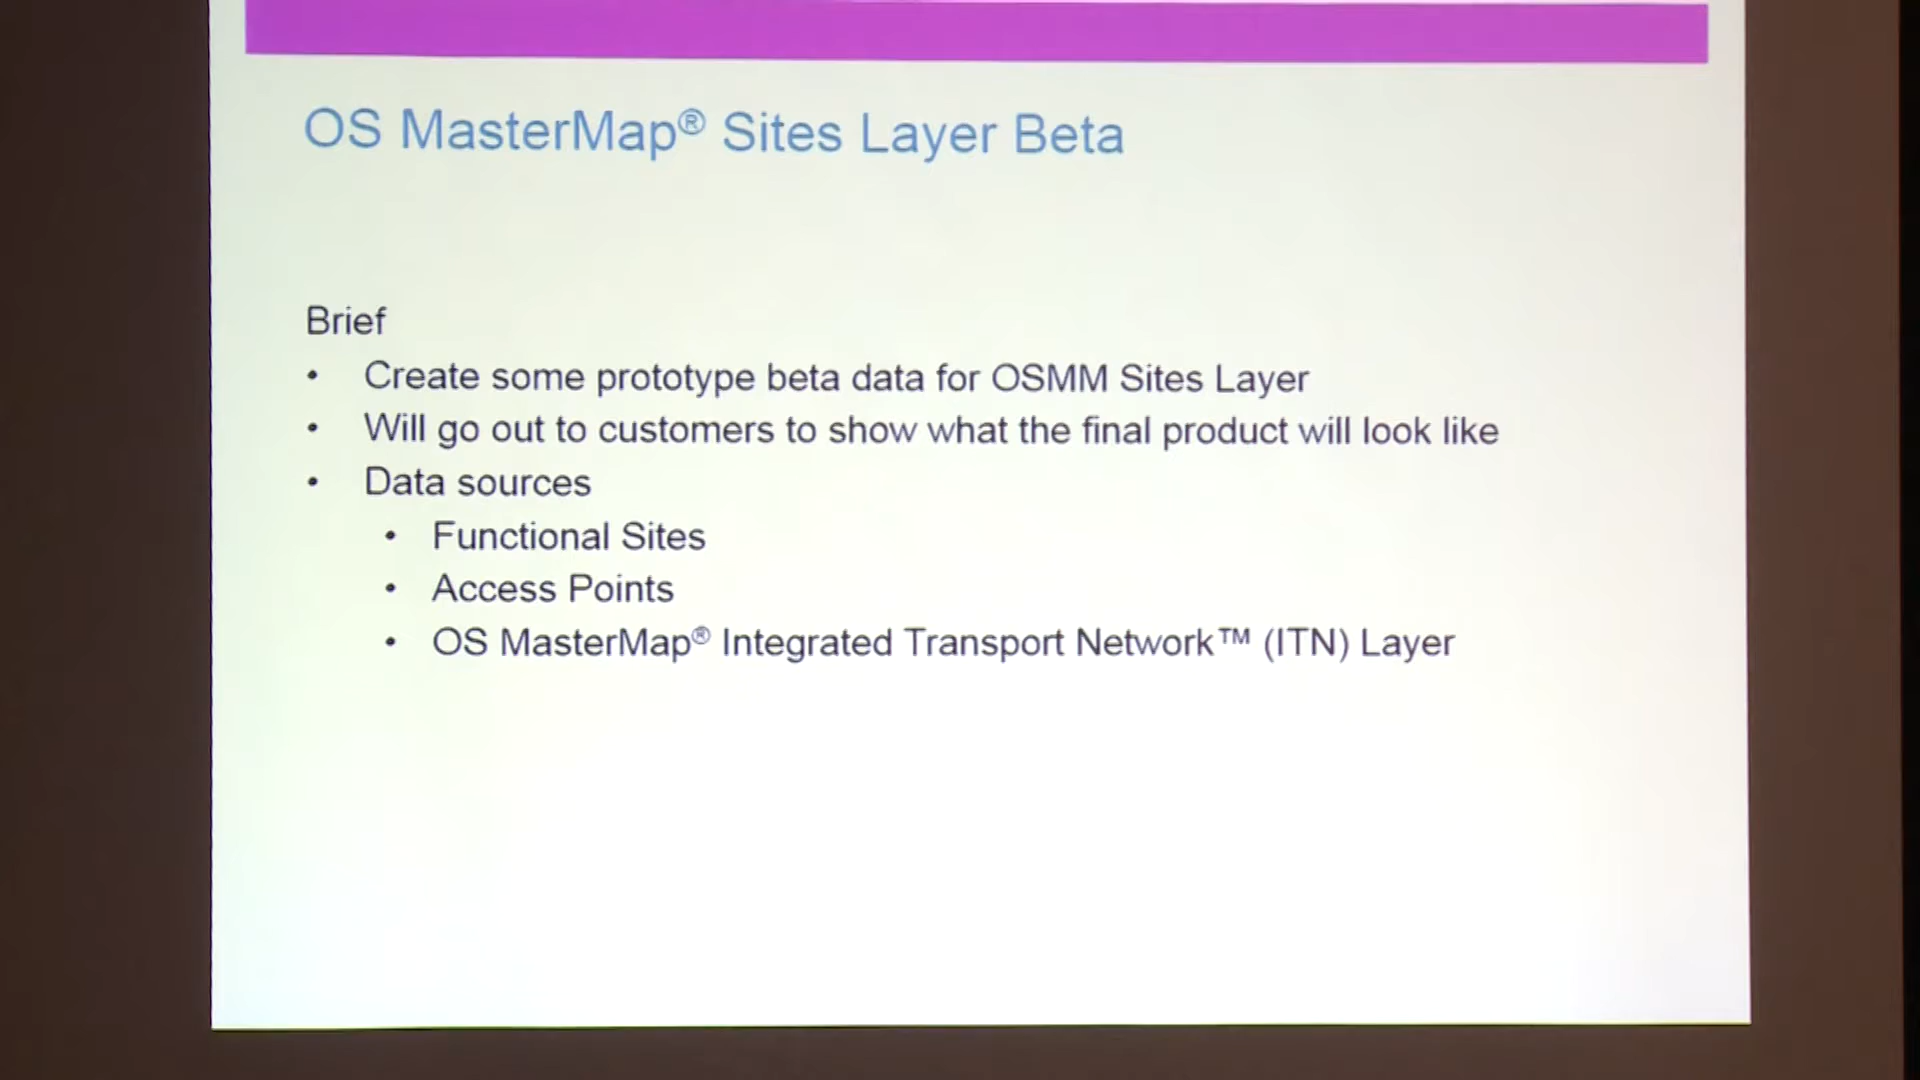 OS MasterMap® Sites Layer Beta
Brief
• Create some prototype beta data for OSMM Sites Layer
• Will go out to customers to show what the final product will look like
• Data sources
• Functional Sites
• Access Points
• OS MasterMap® Integrated Transport Network™ (ITN) Layer